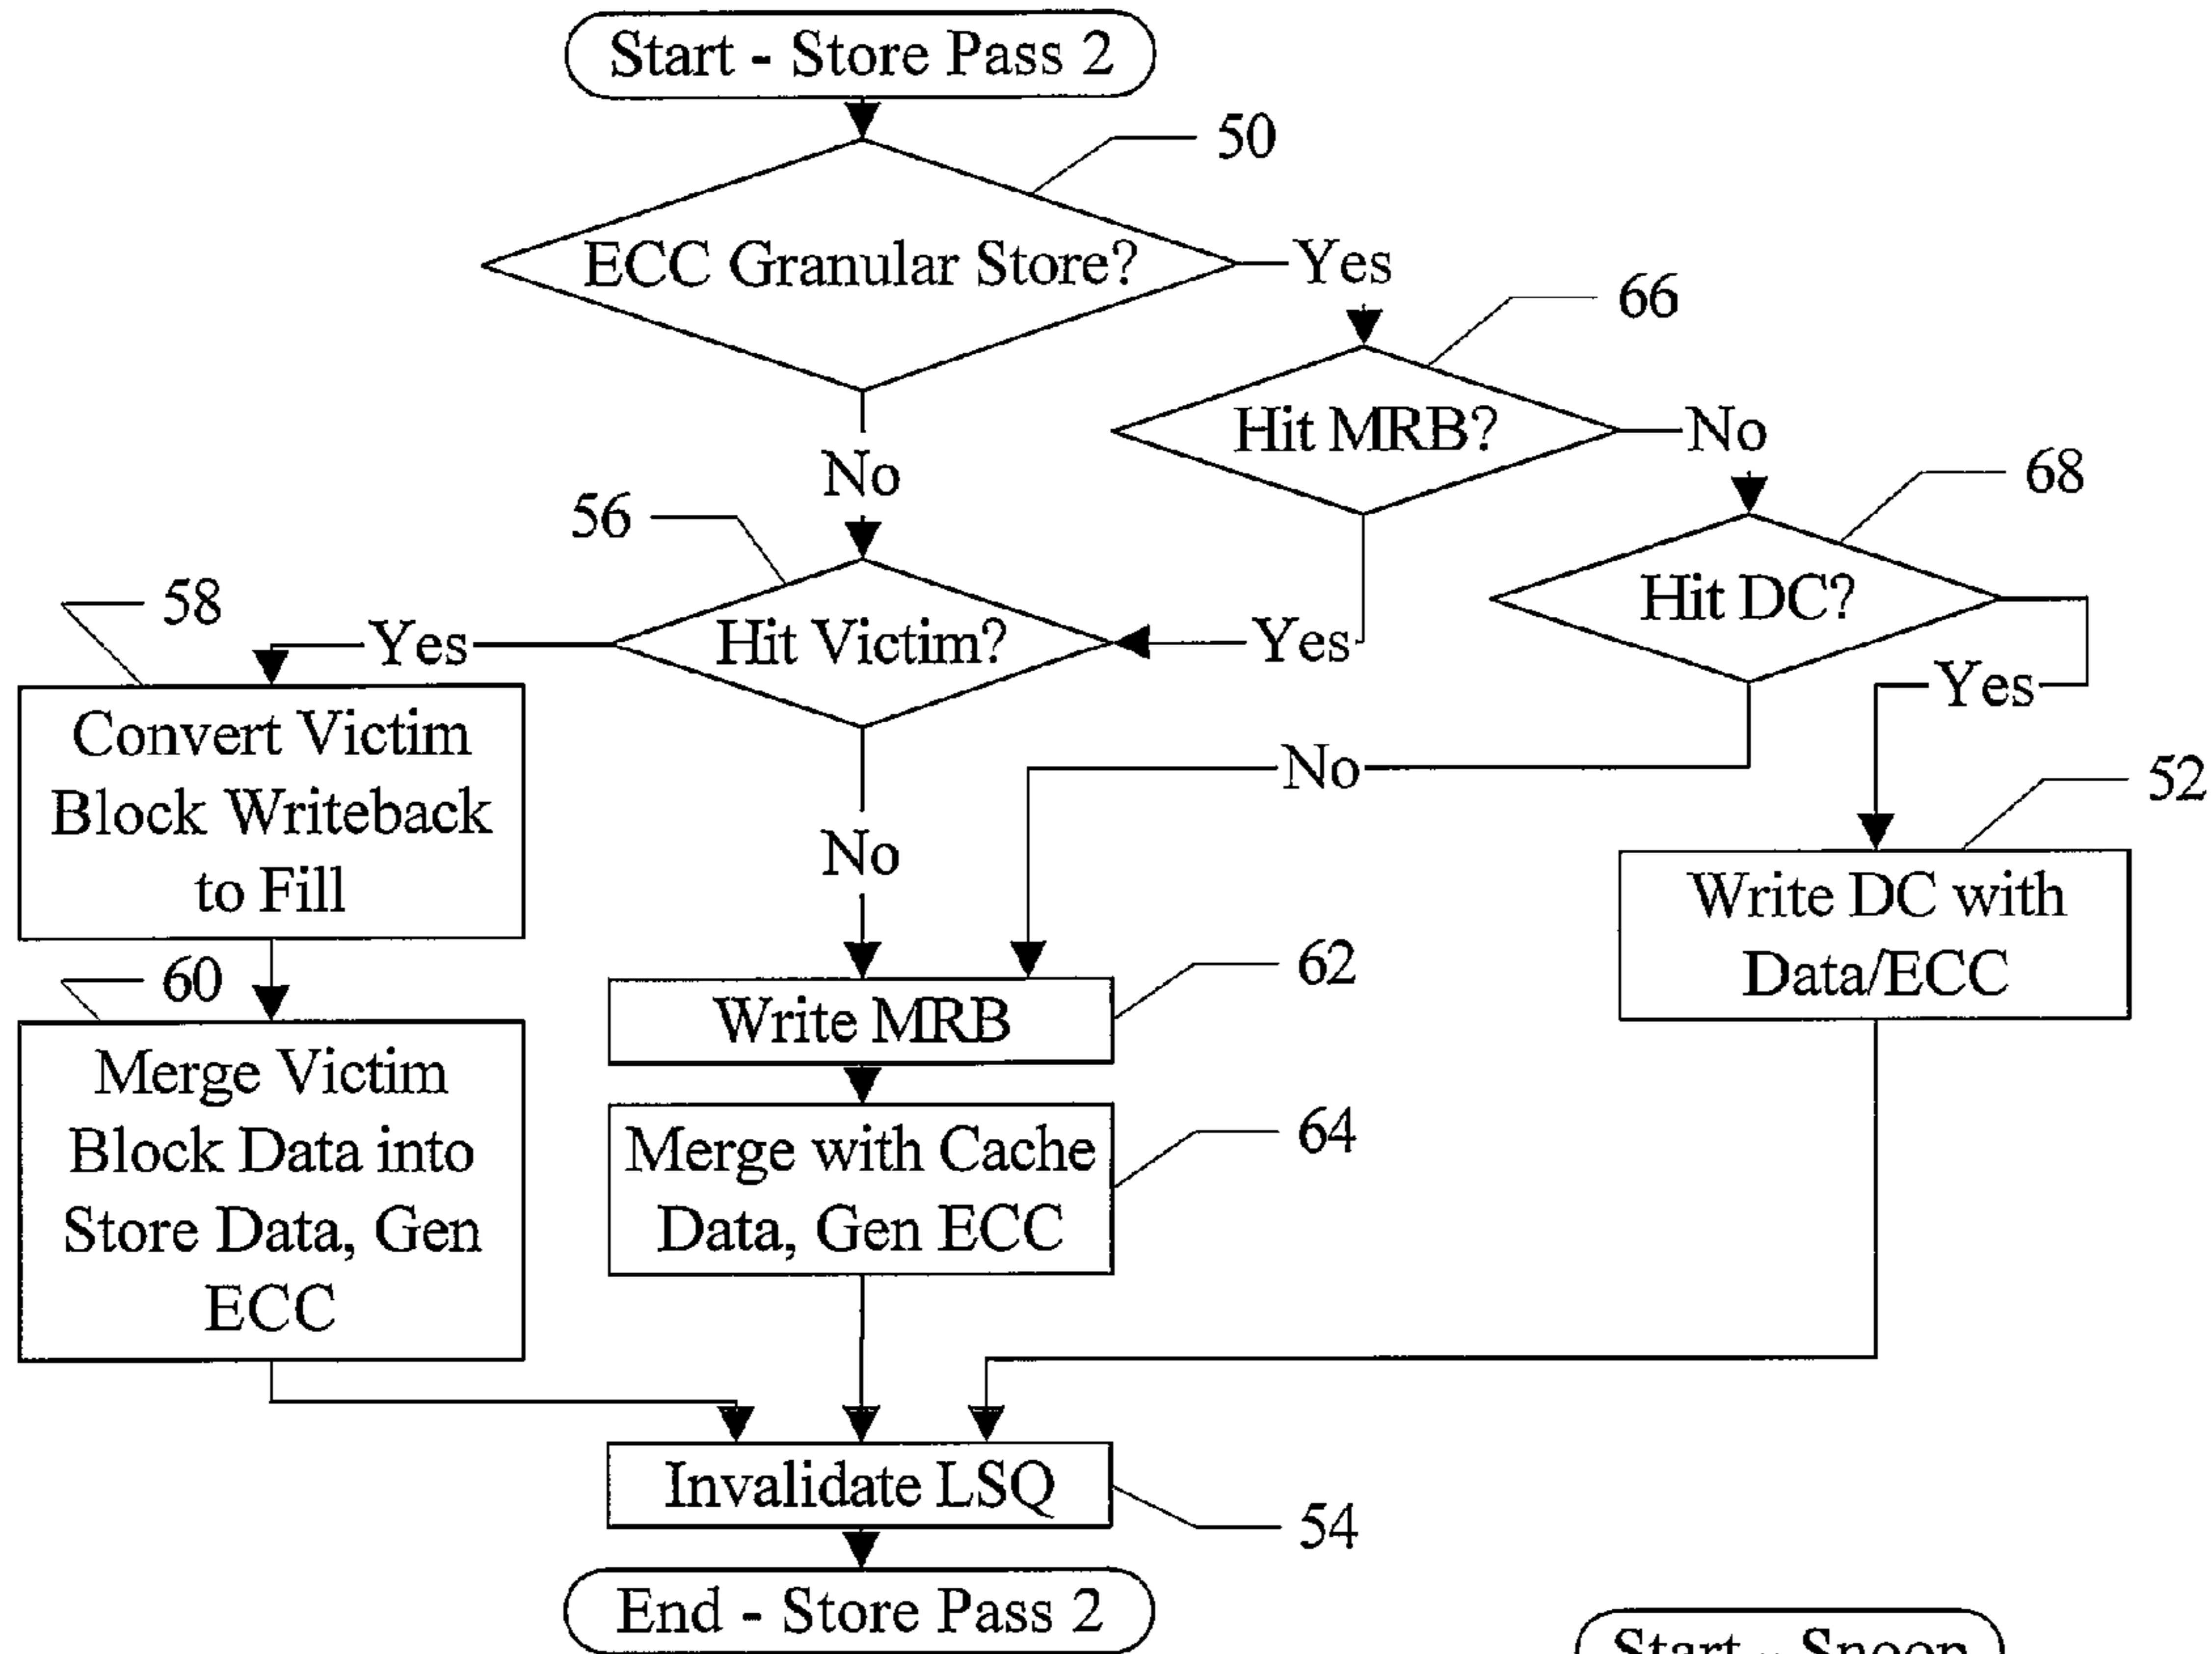 Start - Store Pass 2
50
ECC Granular Store?
Yes
66
Hit MRB?
No
68
No
56
Hit DC?
58
Yes
Hit Victim?
Yes
Yes
Convert Victim
Block Writeback
to Fill
No
52
No
Write DC with
Data/ECC
60
62
Write MRB
Merge Victim
Block Data into
Store Data, Gen
ECC
64
Merge with Cache
Data, Gen ECC
Invalidate LSQ
54
End - Store Pass 2
Start - Snoop